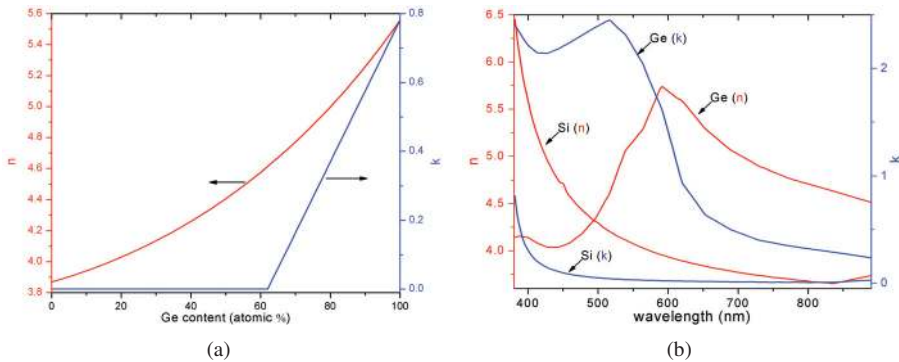 5.6
5.4
5.2
5.0
4.8
4.6
4.4
4.2
4.0
3.8
n
0.8
0.6
0.4
0.2
0.0
k
0
20
40
60
80
100
Ge content (atomic %)
(a)
6.5
6.0
5.5
5.0
4.5
4.0
n
Ge (k)
Ge (n)
Si (n)
Si (k)
2
1
0
k
400
500
600
700
800
wavelength (nm)
(b)